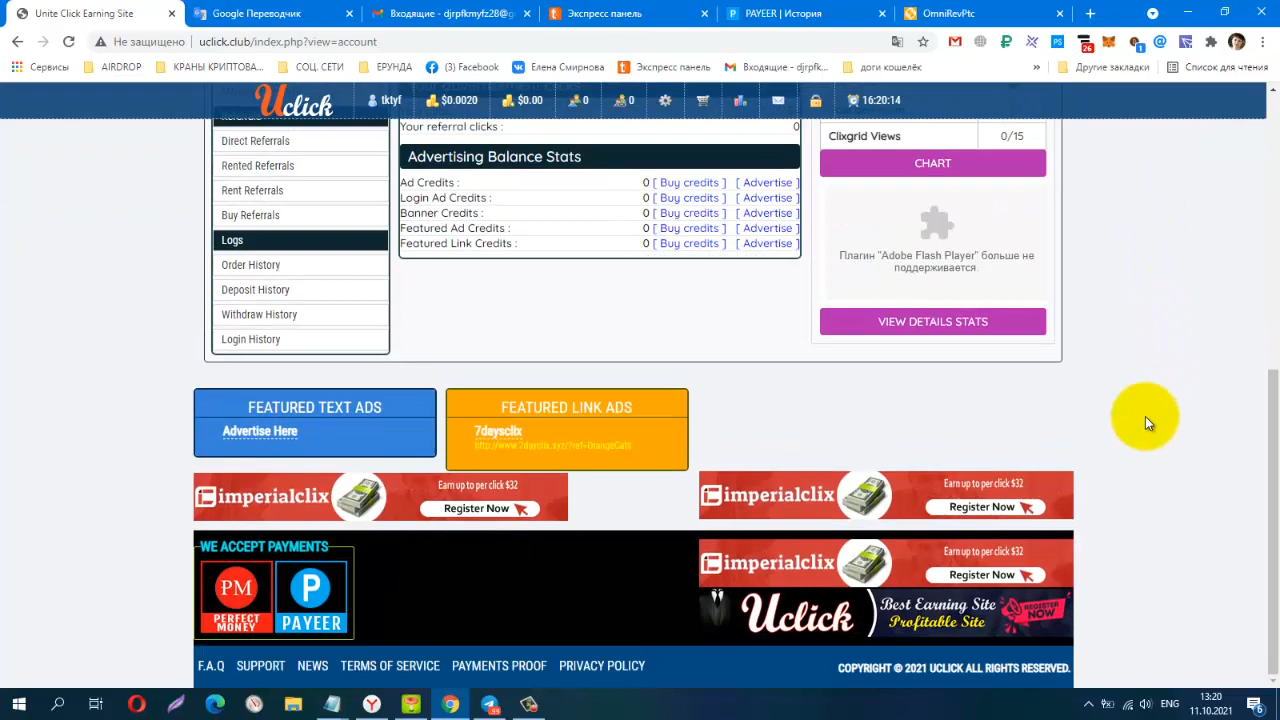 Unite Click Earning Site
Google Переводчик
Входящие - djrpfkmyfz28@g
Экспресс панель
PAYEER | История
OmniRevPtc
Не защищено
uclick.club/index.php?view=account
26
1
Сервисы
AIRDROP
КРАНЫ КРИПТОВА...
СОЦ. СЕТИ
ЕРУНДА
(3) Facebook
Елена Смирнова
Экспресс панель
Входящие - djrpfk...
доги кошелёк
»
Другие закладки
Список для чтения
Uclick
tktyf
$0.0020
$0.00
0
0
16:20:14
Direct Referrals
Rented Referrals
Rent Referrals
Buy Referrals
Logs
Order History
Deposit History
Withdraw History
Login History
Your referral clicks :
0
Advertising Balance Stats
Ad Credits : 0 [ Buy credits ] [ Advertise ]
Login Ad Credits : 0 [ Buy credits ] [ Advertise ]
Banner Credits : 0 [ Buy credits ] [ Advertise ]
Featured Ad Credits : 0 [ Buy credits ] [ Advertise ]
Featured Link Credits : 0 [ Buy credits ] [ Advertise ]
Clixgrid Views 0/15
CHART
Плагин "Adobe Flash Player" больше не
поддерживается.
VIEW DETAILS STATS
FEATURED TEXT ADS
Advertise Here
FEATURED LINK ADS
7daysclix
http://www.7daysclix.xyz/?ref=OrangeCats
imperialclix
Earn up to per click $32
Register Now
imperialclix
Earn up to per click $32
Register Now
WE ACCEPT PAYMENTS
PM
PERFECT
MONEY
P
PAYEER
imperialclix
Earn up to per click $32
Register Now
Uclick
Best Earning Site
Profitable Site
REGISTER
NOW
F.A.Q
SUPPORT
NEWS
TERMS OF SERVICE
PAYMENTS PROOF
PRIVACY POLICY
COPYRIGHT © 2021 UCLICK ALL RIGHTS RESERVED.
ENG
13:20
11.10.2021